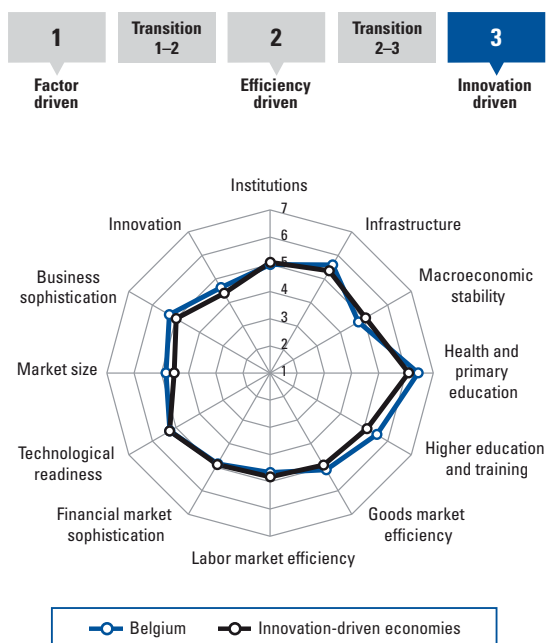 1
Transition
1–2
2
Transition
2–3
3
Factor
driven
Efficiency
driven
Innovation
driven
Institutions
7
Innovation
Infrastructure
6
5
Business
sophistication
Macroeconomic
stability
4
3
2
Market size
1
Health and
primary
education
Technological
readiness
Higher education
and training
Financial market
sophistication
Goods market
efficiency
Labor market efficiency
Belgium
Innovation-driven economies